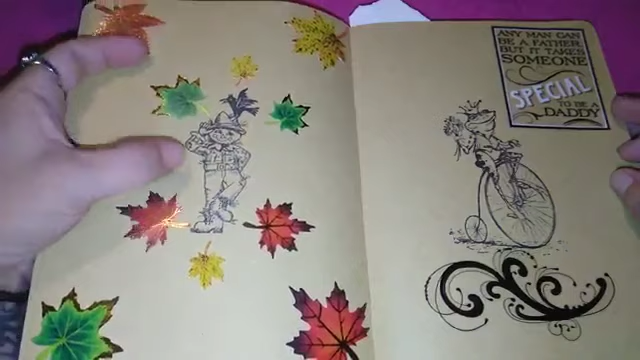 ANY MAN CAN
BE A FATHER,
BUT IT TAKES
SOMEONE
SPECIAL
TO BE A
DADDY